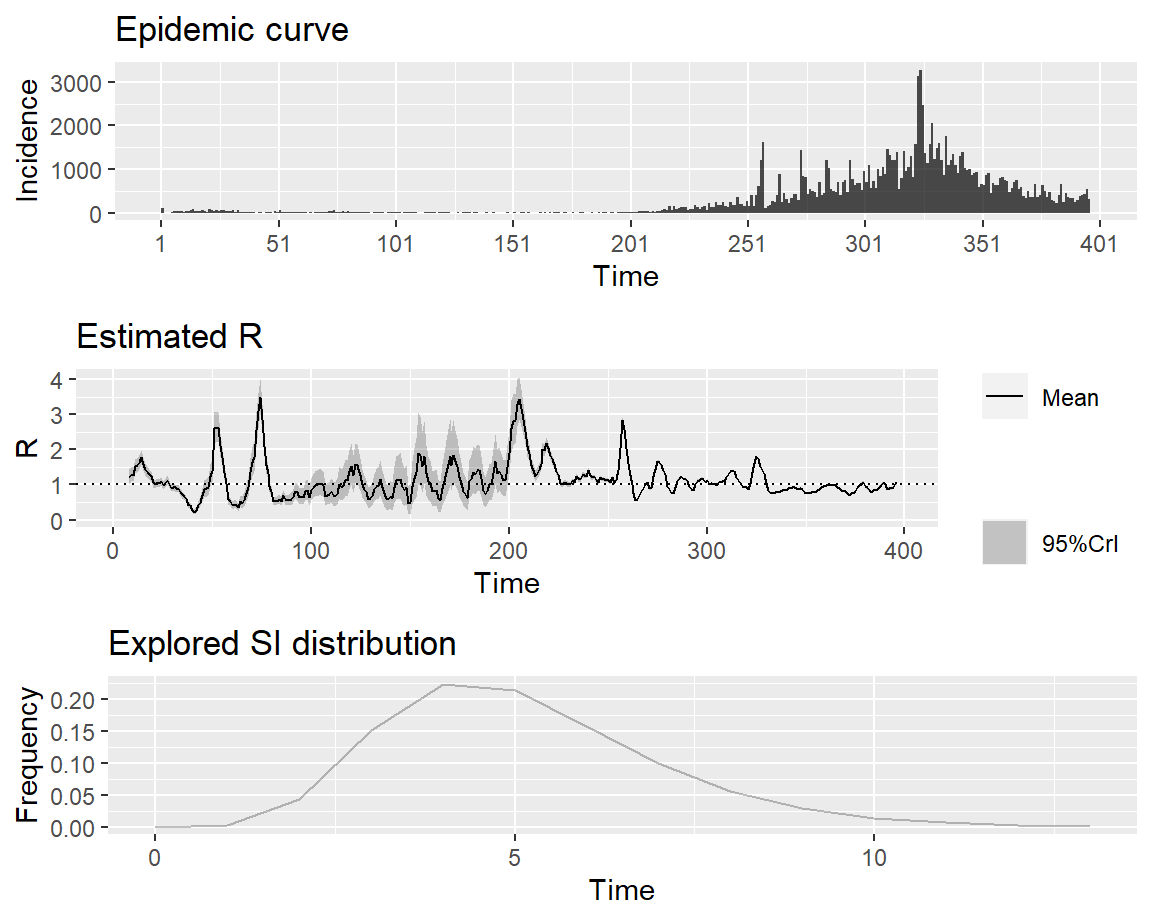 Epidemic curve
Incidence
3000
2000
1000
0
1 51 101 151 201 251 301 351 401
Time
Estimated R
R
4
3
2
1
0
0 100 200 300 400
Time
Mean
95%CrI
Explored SI distribution
Frequency
0.20
0.15
0.10
0.05
0.00
0 5 10
Time